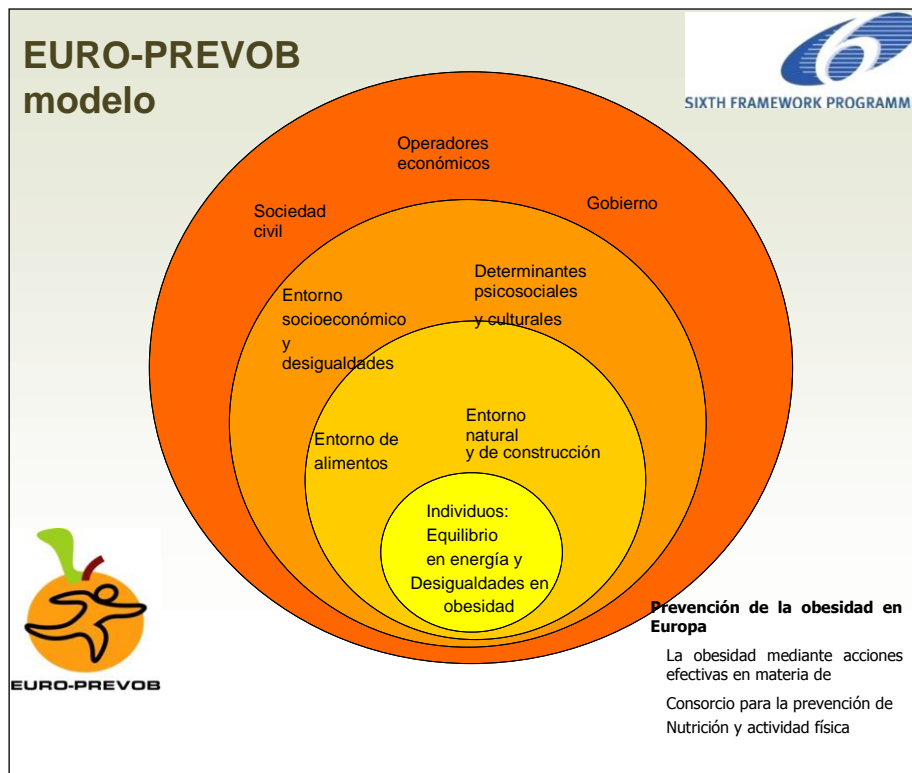 EURO-PREVOB
modelo
6
SIXTH FRAMEWORK PROGRAMM
Operadores
económicos
Sociedad
civil
Gobierno
Entorno
socioeconómico
y
desigualdades
Determinantes
psicosociales
y culturales
Entorno de
alimentos
Entorno
natural
y de construcción
Individuos:
Equilibrio
en energía y
Desigualdades en
obesidad
EURO-PREVOB
Prevención de la obesidad en
Europa
La obesidad mediante acciones
efectivas en materia de
Consorcio para la prevención de
Nutrición y actividad física